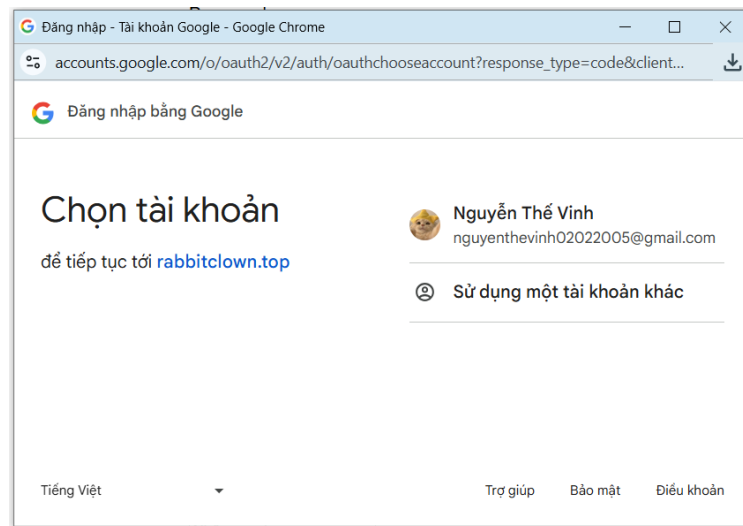 Đăng nhập - Tài khoản Google - Google Chrome
accounts.google.com/o/oauth2/v2/auth/oauthchooseaccount?response_type=code&client...
Đăng nhập bằng Google
Chọn tài khoản
để tiếp tục tới rabbitclown.top
Nguyễn Thế Vinh
nguyenthevinh02022005@gmail.com
Sử dụng một tài khoản khác
Tiếng Việt
Trợ giúp Bảo mật Điều khoản